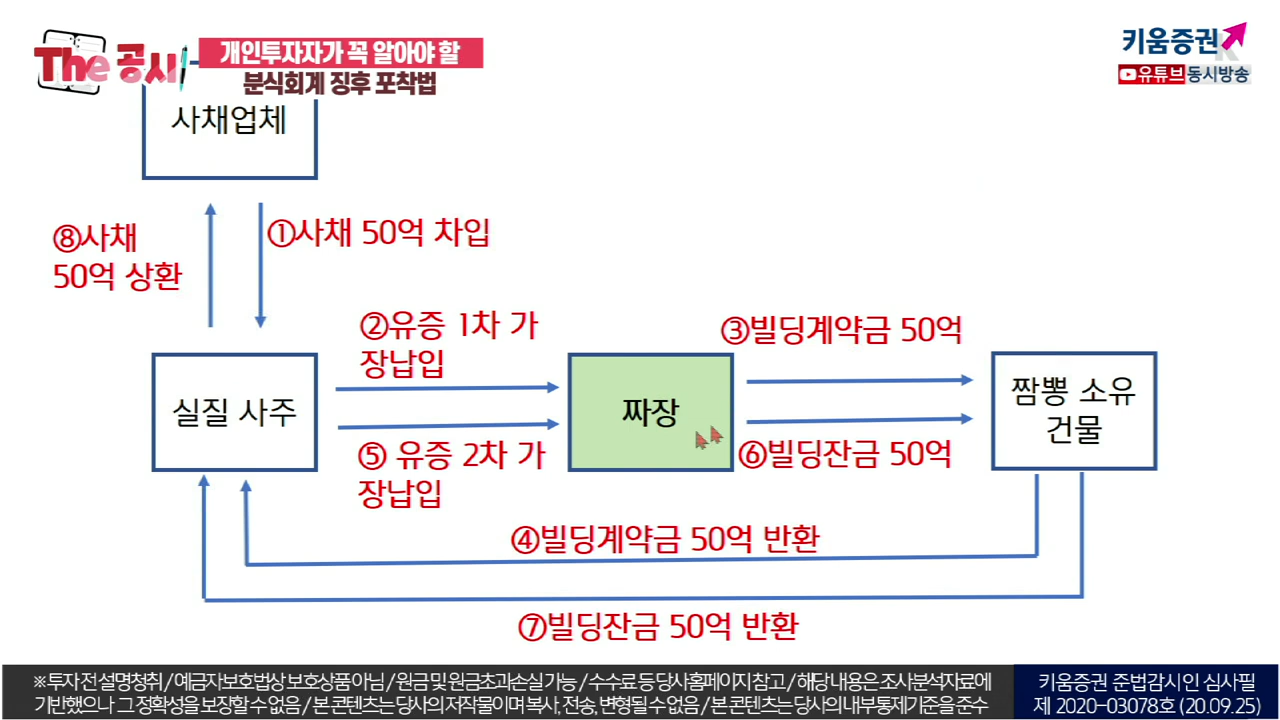 The 공시
개인투자자가 꼭 알아야 할
분식회계 징후 포착법
키움증권
유튜브 동시방송
사채업체
⑧사채
50억 상환
①사채 50억 차입
②유증 1차 가
장납입
③빌딩계약금 50억
실질 사주
짜장
짬뽕 소유
건물
⑤ 유증 2차 가
장납입
⑥빌딩잔금 50억
④빌딩계약금 50억 반환
⑦빌딩잔금 50억 반환
※투자 전 설명청취 / 예금자보호법상 보호상품 아님 / 원금 및 원금초과손실 가능 / 수수료 등 당사홈페이지 참고 / 해당 내용은 조사분석자료에
기반했으나 그 정확성을 보장할 수 없음 / 본 콘텐츠는 당사의 저작물이며 복사, 전송, 변형될 수 없음 / 본 콘텐츠는 당사의 내부통제기준을 준수
키움증권 준법감시인 심사필
제 2020-03078호 (20.09.25)